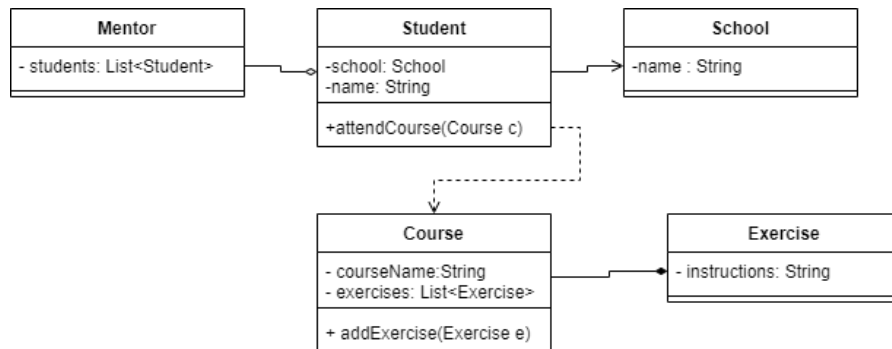 Mentor
- students: List<Student>
Student
-school: School
-name: String
+attendCourse(Course c)
School
-name : String
Course
- courseName:String
- exercises: List<Exercise>
+ addExercise(Exercise e)
Exercise
- instructions: String